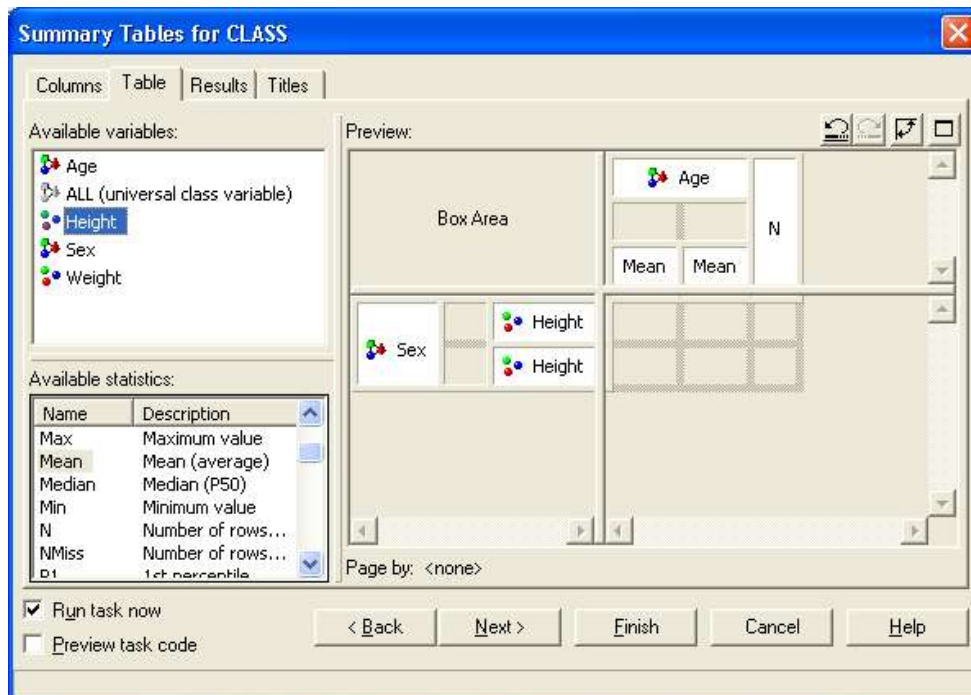 Summary Tables for CLASS
Columns Table Results Titles
Available variables:
Age
ALL (universal class variable)
Height
Sex
Weight
Available statistics:
Name Description
Max Maximum value
Mean Mean (average)
Median Median (P50)
Min Minimum value
N Number of rows...
NMiss Number of rows...
P1 1st percentile
Preview:
Box Area
Age
N
Mean Mean
Sex
Height
Height
Page by: <none>
Run task now
Preview task code
< Back Next > Finish Cancel Help